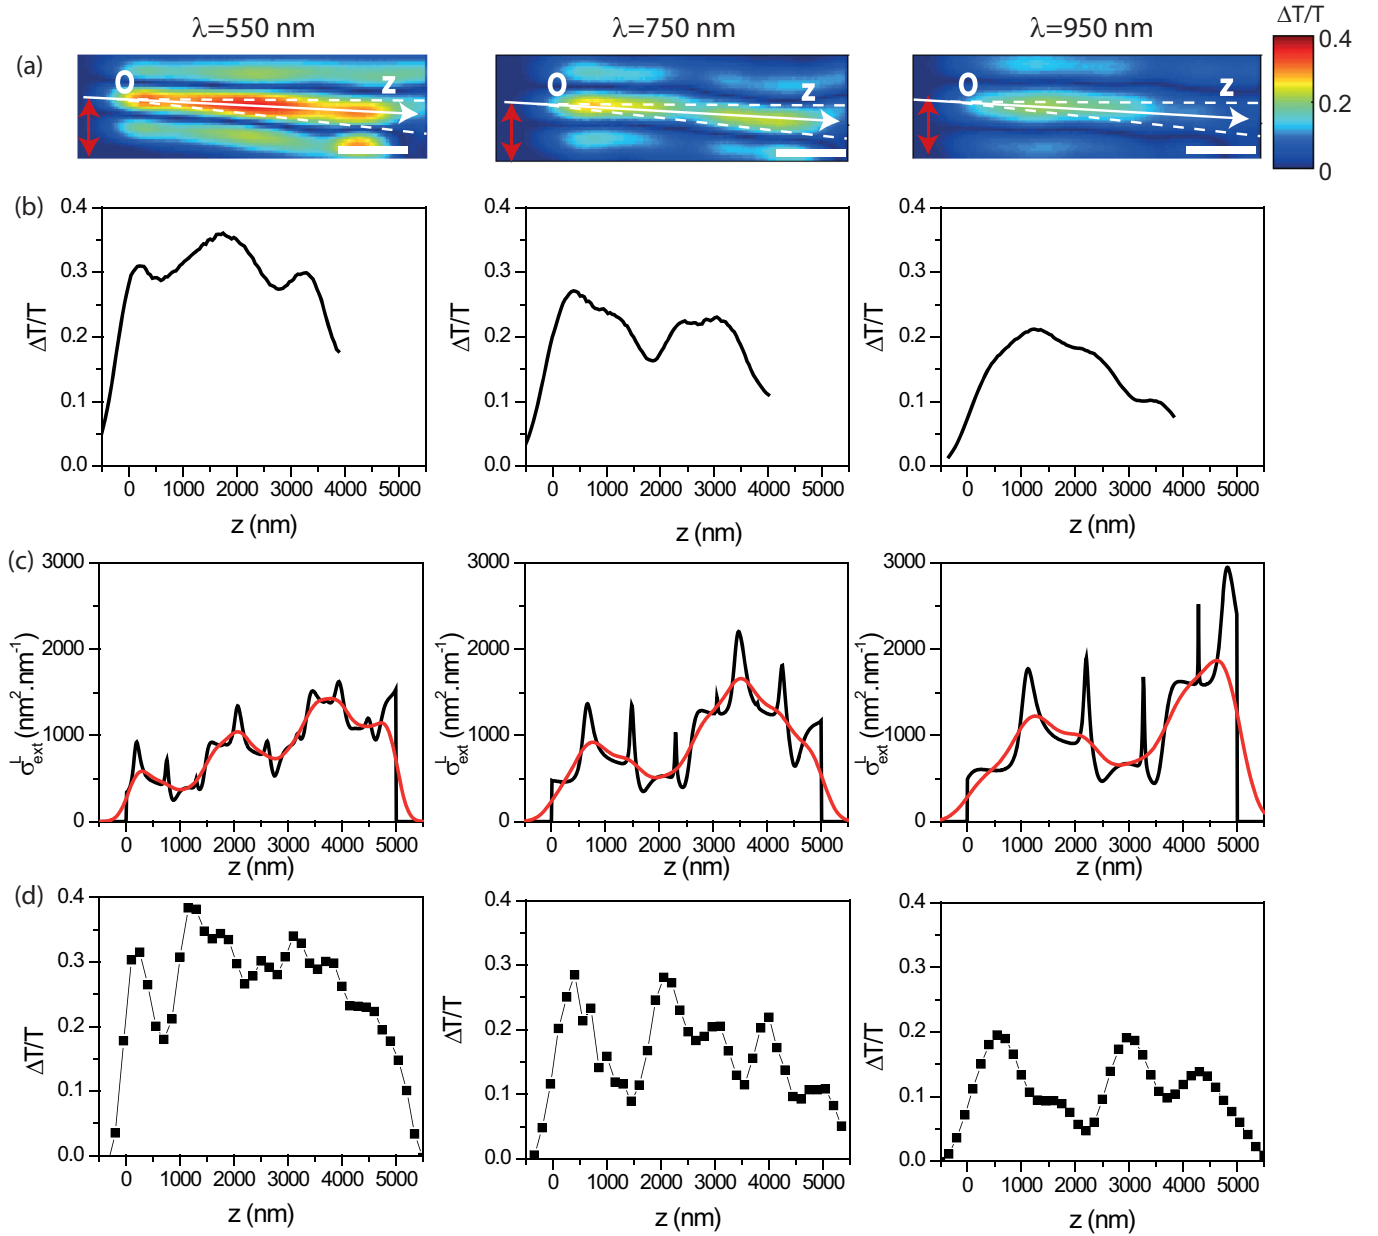 λ=550 nm λ=750 nm λ=950 nm ΔT/T
(a) 0 z 0 z 0 z 0.4
0.2
0
(b) 0.4 0.4 0.4
0.3 0.3 0.3
0.2 0.2 0.2
0.1 0.1 0.1
0.0 0.0 0.0
ΔT/T ΔT/T ΔT/T
0 1000 2000 3000 4000 5000 0 1000 2000 3000 4000 5000 0 1000 2000 3000 4000 5000
z (nm) z (nm) z (nm)
(c) 3000 3000 3000
2000 2000 2000
1000 1000 1000
0 0 0
σ^L_ext (nm².nm⁻¹) σ^L_ext (nm².nm⁻¹) σ^L_ext (nm².nm⁻¹)
0 1000 2000 3000 4000 5000 0 1000 2000 3000 4000 5000 0 1000 2000 3000 4000 5000
z (nm) z (nm) z (nm)
(d) 0.4 0.4 0.4
0.3 0.3 0.3
0.2 0.2 0.2
0.1 0.1 0.1
0.0 0.0 0.0
ΔT/T ΔT/T ΔT/T
0 1000 2000 3000 4000 5000 0 1000 2000 3000 4000 5000 0 1000 2000 3000 4000 5000
z (nm) z (nm) z (nm)